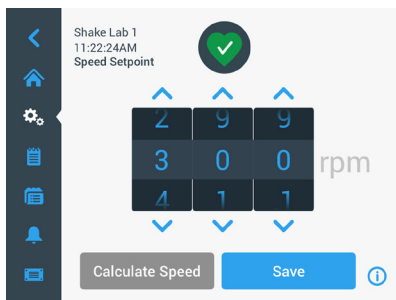 Shake Lab 1
11:22:24AM
Speed Setpoint
2 9 9
3 0 0 rpm
4 1 1
Calculate Speed Save